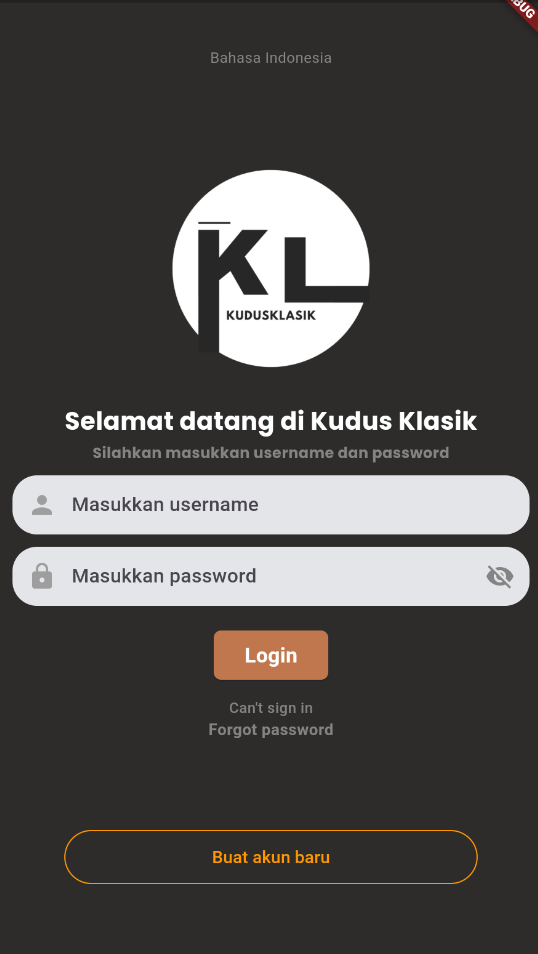 Bahasa Indonesia
KL
KUDUSKLASIK
Selamat datang di Kudus Klasik
Silahkan masukkan username dan password
Masukkan username
Masukkan password
Login
Can't sign in
Forgot password
Buat akun baru